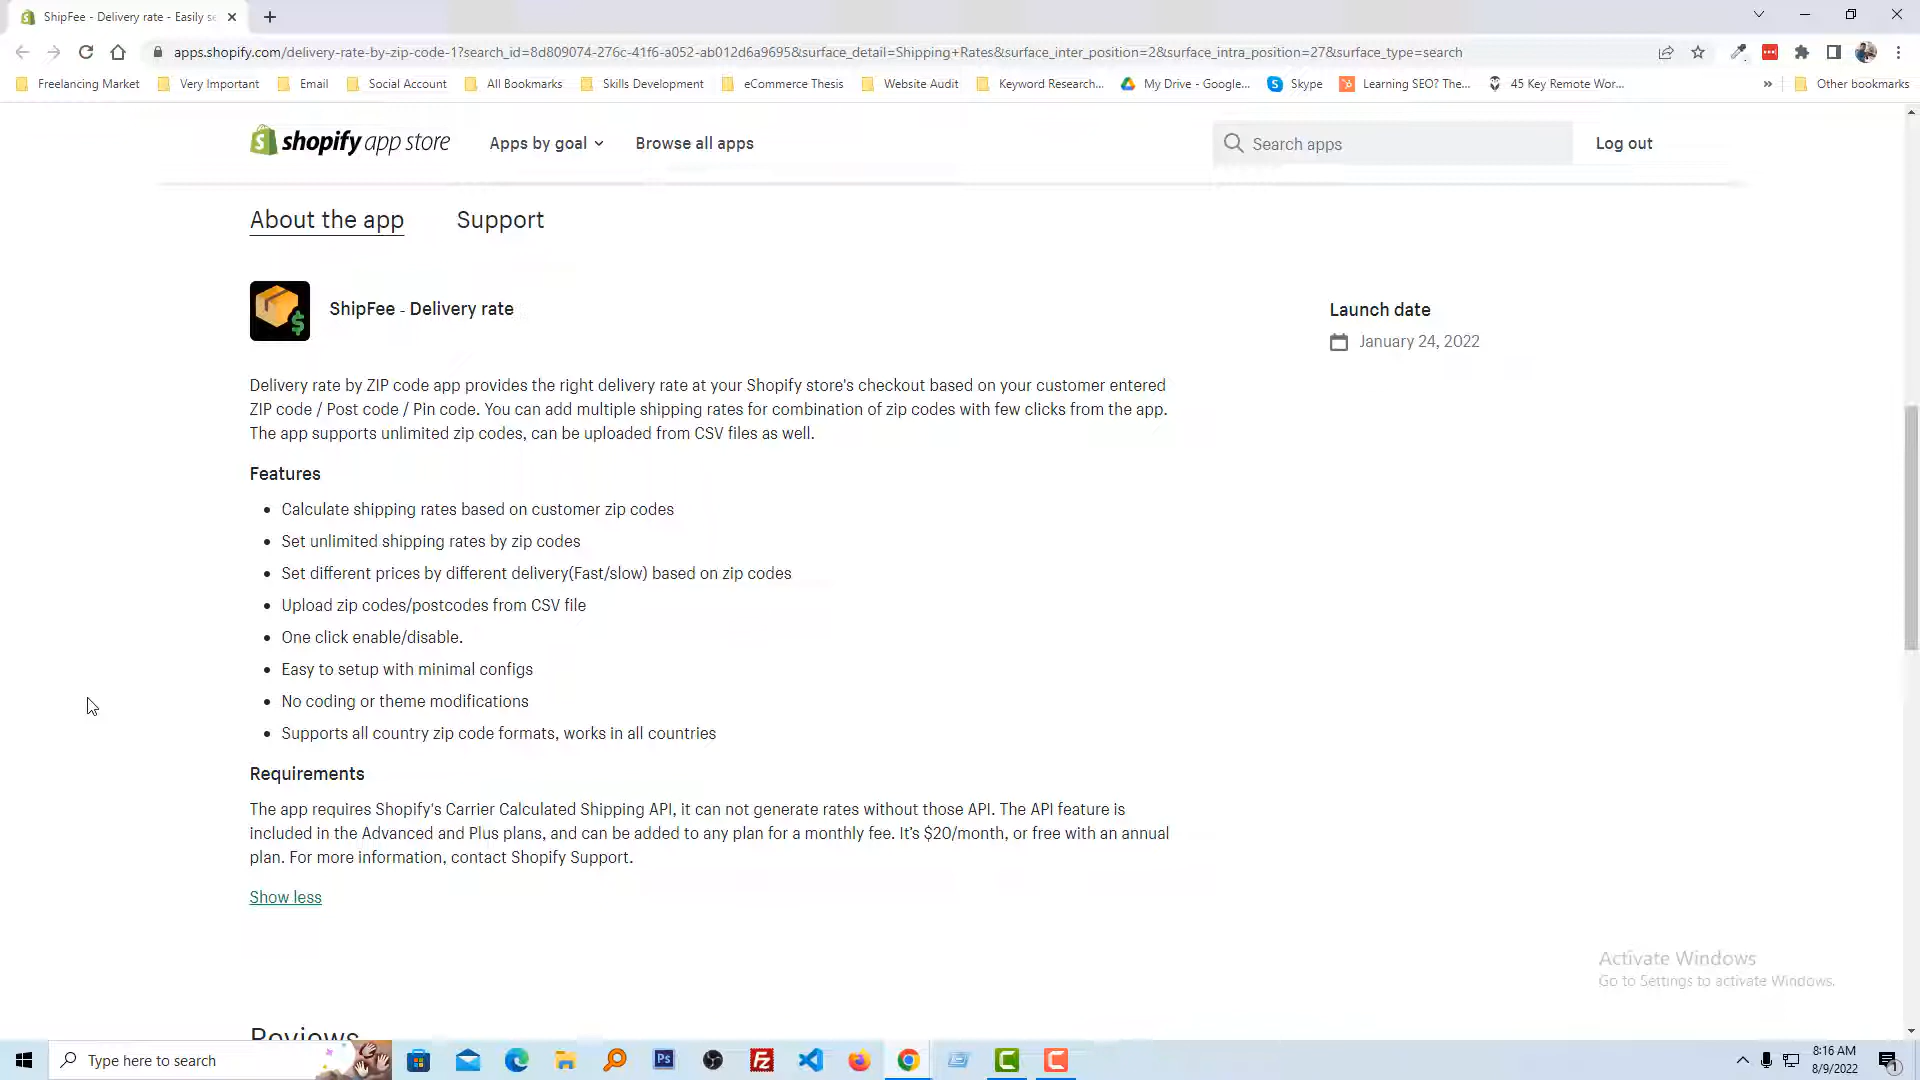 ShipFee - Delivery rate - Easily se
apps.shopify.com/delivery-rate-by-zip-code-1?search_id=8d809074-276c-41f6-a052-ab012d6a9695&surface_detail=Shipping+Rates&surface_inter_position=2&surface_intra_position=27&surface_type=search
Freelancing Market Very Important Email Social Account All Bookmarks Skills Development eCommerce Thesis Website Audit Keyword Research... My Drive - Google... Skype Learning SEO? The... 45 Key Remote Wor... » Other bookmarks
shopify app store Apps by goal Browse all apps Search apps Log out
About the app Support
ShipFee - Delivery rate
Launch date
January 24, 2022
Delivery rate by ZIP code app provides the right delivery rate at your Shopify store's checkout based on your customer entered
ZIP code / Post code / Pin code. You can add multiple shipping rates for combination of zip codes with few clicks from the app.
The app supports unlimited zip codes, can be uploaded from CSV files as well.
Features
• Calculate shipping rates based on customer zip codes
• Set unlimited shipping rates by zip codes
• Set different prices by different delivery(Fast/slow) based on zip codes
• Upload zip codes/postcodes from CSV file
• One click enable/disable.
• Easy to setup with minimal configs
• No coding or theme modifications
• Supports all country zip code formats, works in all countries
Requirements
The app requires Shopify's Carrier Calculated Shipping API, it can not generate rates without those API. The API feature is
included in the Advanced and Plus plans, and can be added to any plan for a monthly fee. It's $20/month, or free with an annual
plan. For more information, contact Shopify Support.
Show less
Activate Windows
Go to Settings to activate Windows.
Reviews
Type here to search
Ps
Fz
8:16 AM
8/9/2022
1